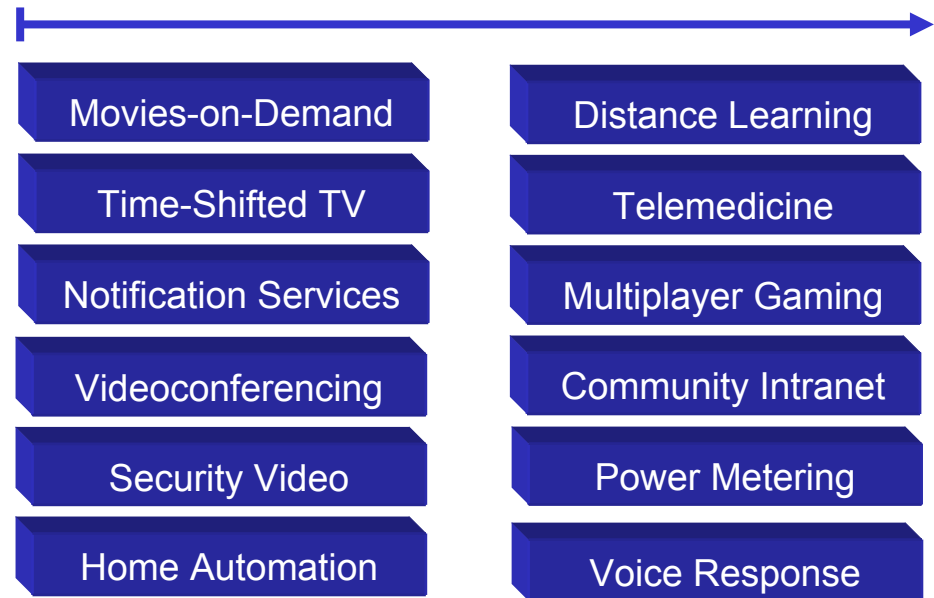 Movies-on-Demand
Time-Shifted TV
Notification Services
Videoconferencing
Security Video
Home Automation
Distance Learning
Telemedicine
Multiplayer Gaming
Community Intranet
Power Metering
Voice Response